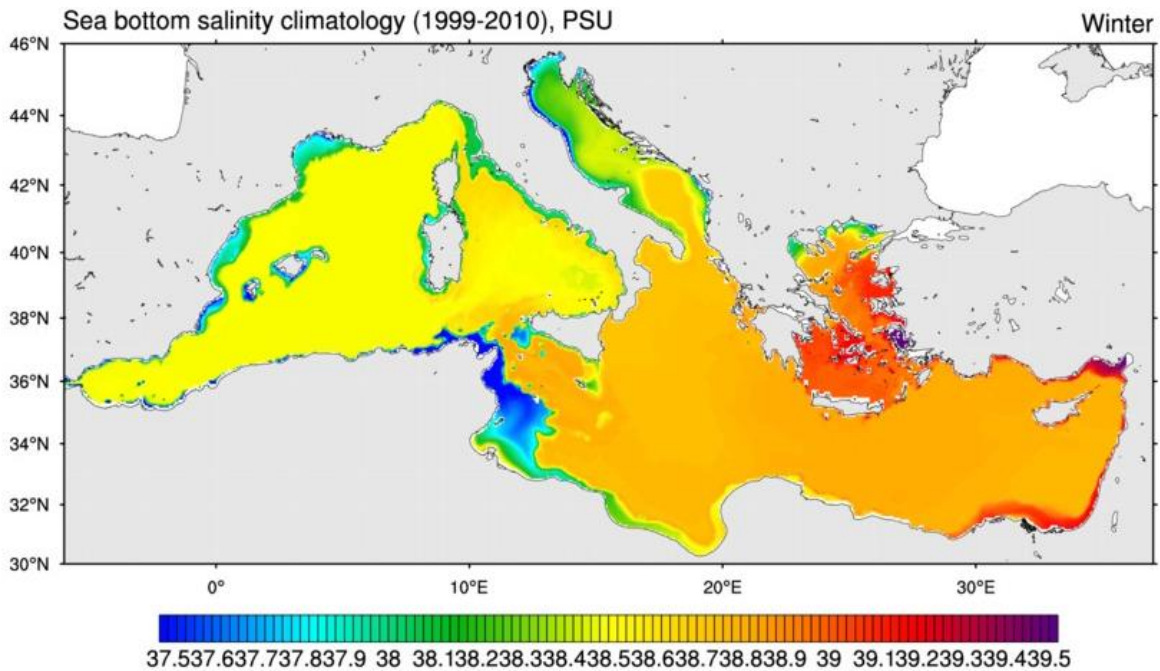 Sea bottom salinity climatology (1999-2010), PSU Winter
46°N
44°N
42°N
40°N
38°N
36°N
34°N
32°N
30°N
0° 10°E 20°E 30°E
37.537.637.737.837.9 38 38.138.238.338.438.538.638.738.838.9 39 39.139.239.339.439.5